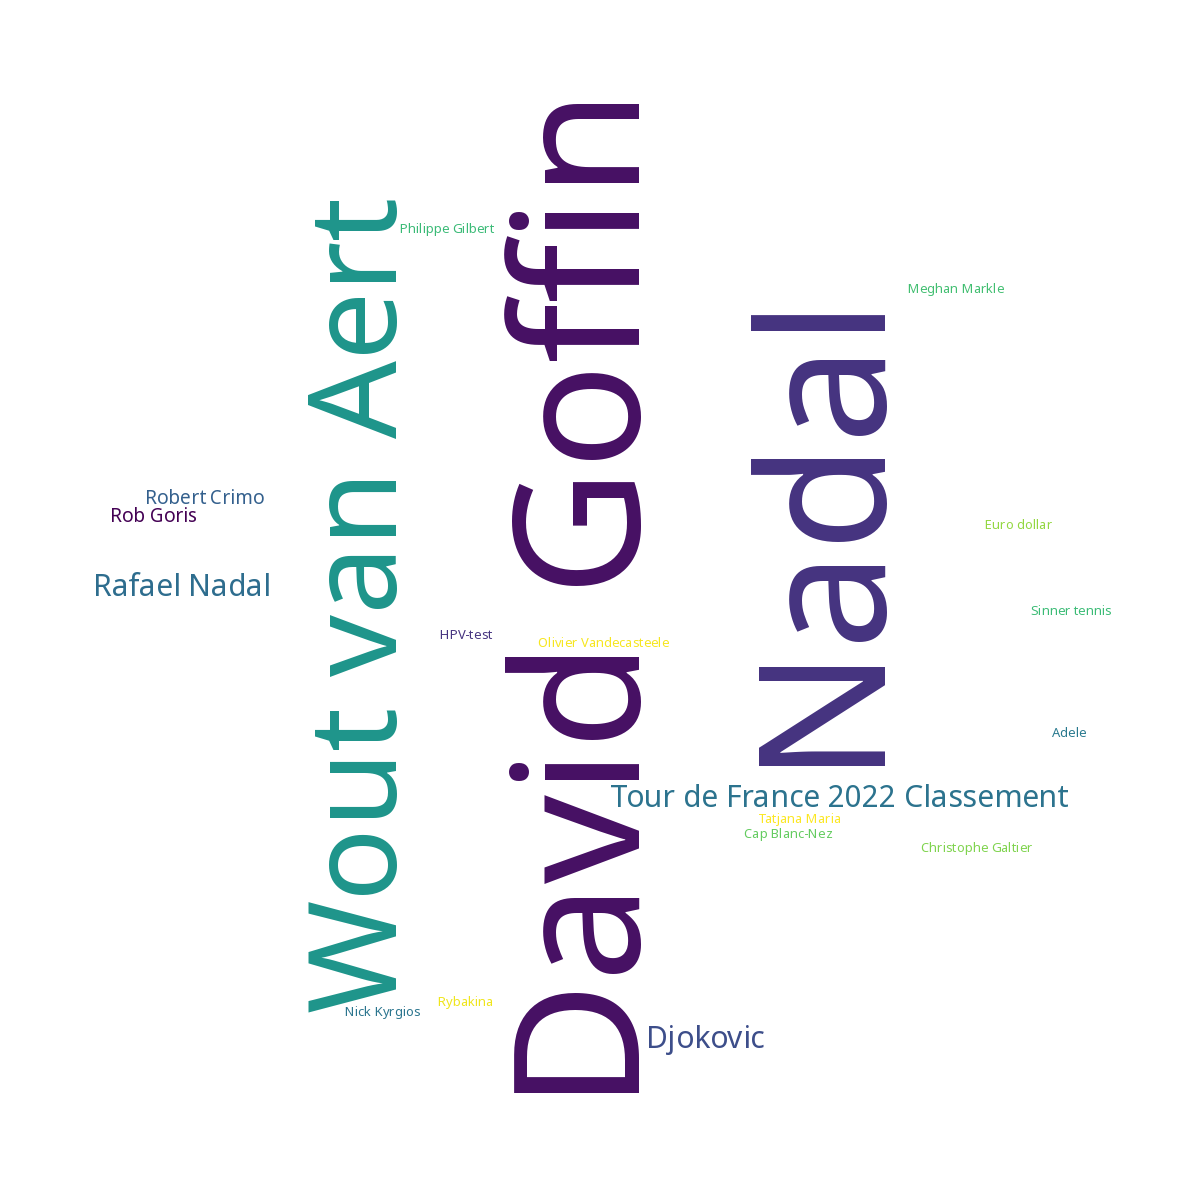 Wout van Aert
David Goffin
Nadal
Philippe Gilbert
Meghan Markle
Robert Crimo
Rob Goris
Euro dollar
Rafael Nadal
Sinner tennis
HPV-test
Olivier Vandecasteele
Adele
Tour de France 2022 Classement
Tatjana Maria
Cap Blanc-Nez
Christophe Galtier
Rybakina
Nick Kyrgios
Djokovic